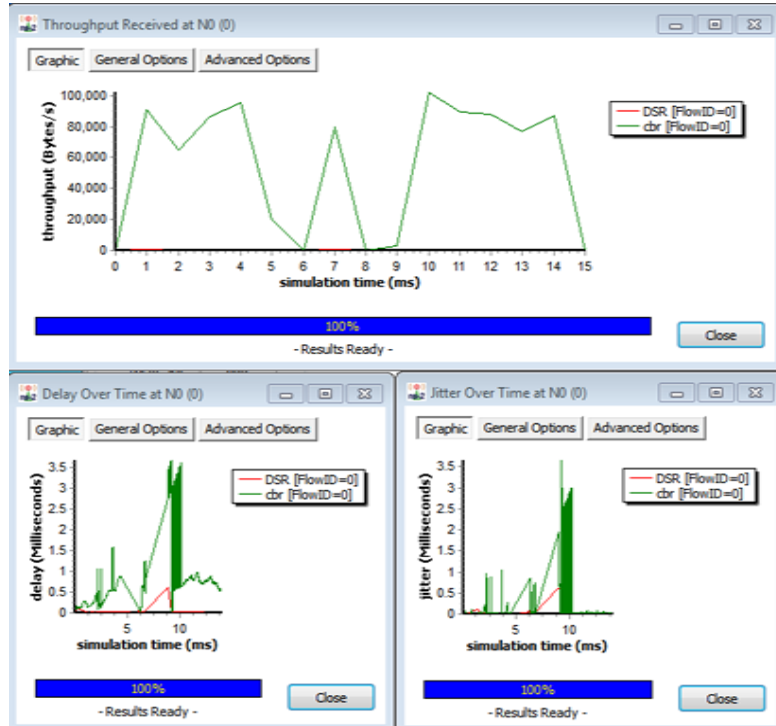 Throughput Received at N0 (0)
Graphic General Options Advanced Options
throughput (Bytes/s)
100,000
80,000
60,000
40,000
20,000
0
0 1 2 3 4 5 6 7 8 9 10 11 12 13 14 15
simulation time (ms)
DSR [FlowID=0]
cbr [FlowID=0]
100%
- Results Ready -
Close
Delay Over Time at N0 (0)
Graphic General Options Advanced Options
delay (Milliseconds)
3.5
3
2.5
2
1.5
1
0.5
0
5 10
simulation time (ms)
DSR [FlowID=0]
cbr [FlowID=0]
100%
- Results Ready -
Close
Jitter Over Time at N0 (0)
Graphic General Options Advanced Options
jitter (Milliseconds)
3.5
3
2.5
2
1.5
1
0.5
0
5 10
simulation time (ms)
DSR [FlowID=0]
cbr [FlowID=0]
100%
- Results Ready -
Close